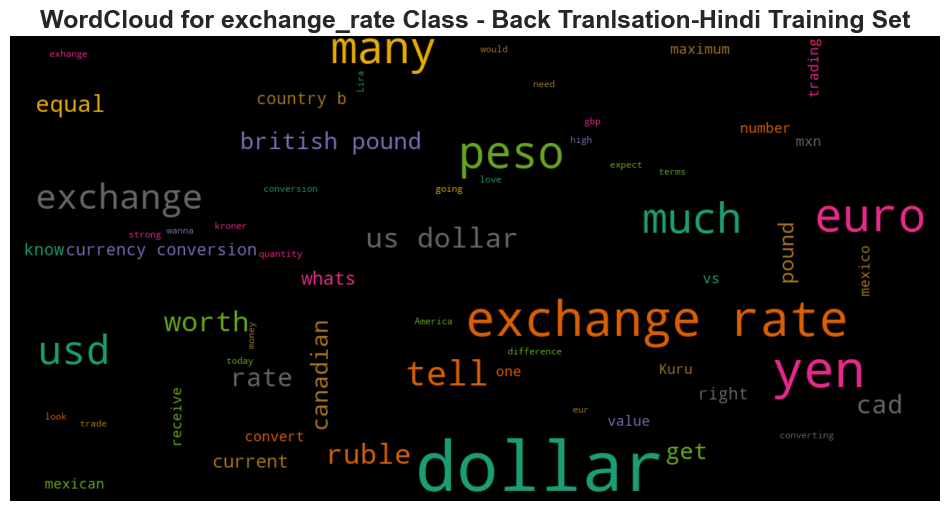 WordCloud for exchange_rate Class - Back Tranlsation-Hindi Training Set
exhange
many
would
maximum
trading
Lira
need
equal
country b
gbp
number
british pound
peso
high
mxn
expect
terms
love
conversion
going
exchange
much
euro
kroner
strong
wanna
us dollar
pound
know
currency conversion
quantity
mexico
whats
vs
worth
America
exchange rate
money
usd
canadian
difference
today
rate
tell
one
Kuru
yen
right
receive
cad
look
trade
eur
value
convert
converting
current
ruble
dollar
get
mexican